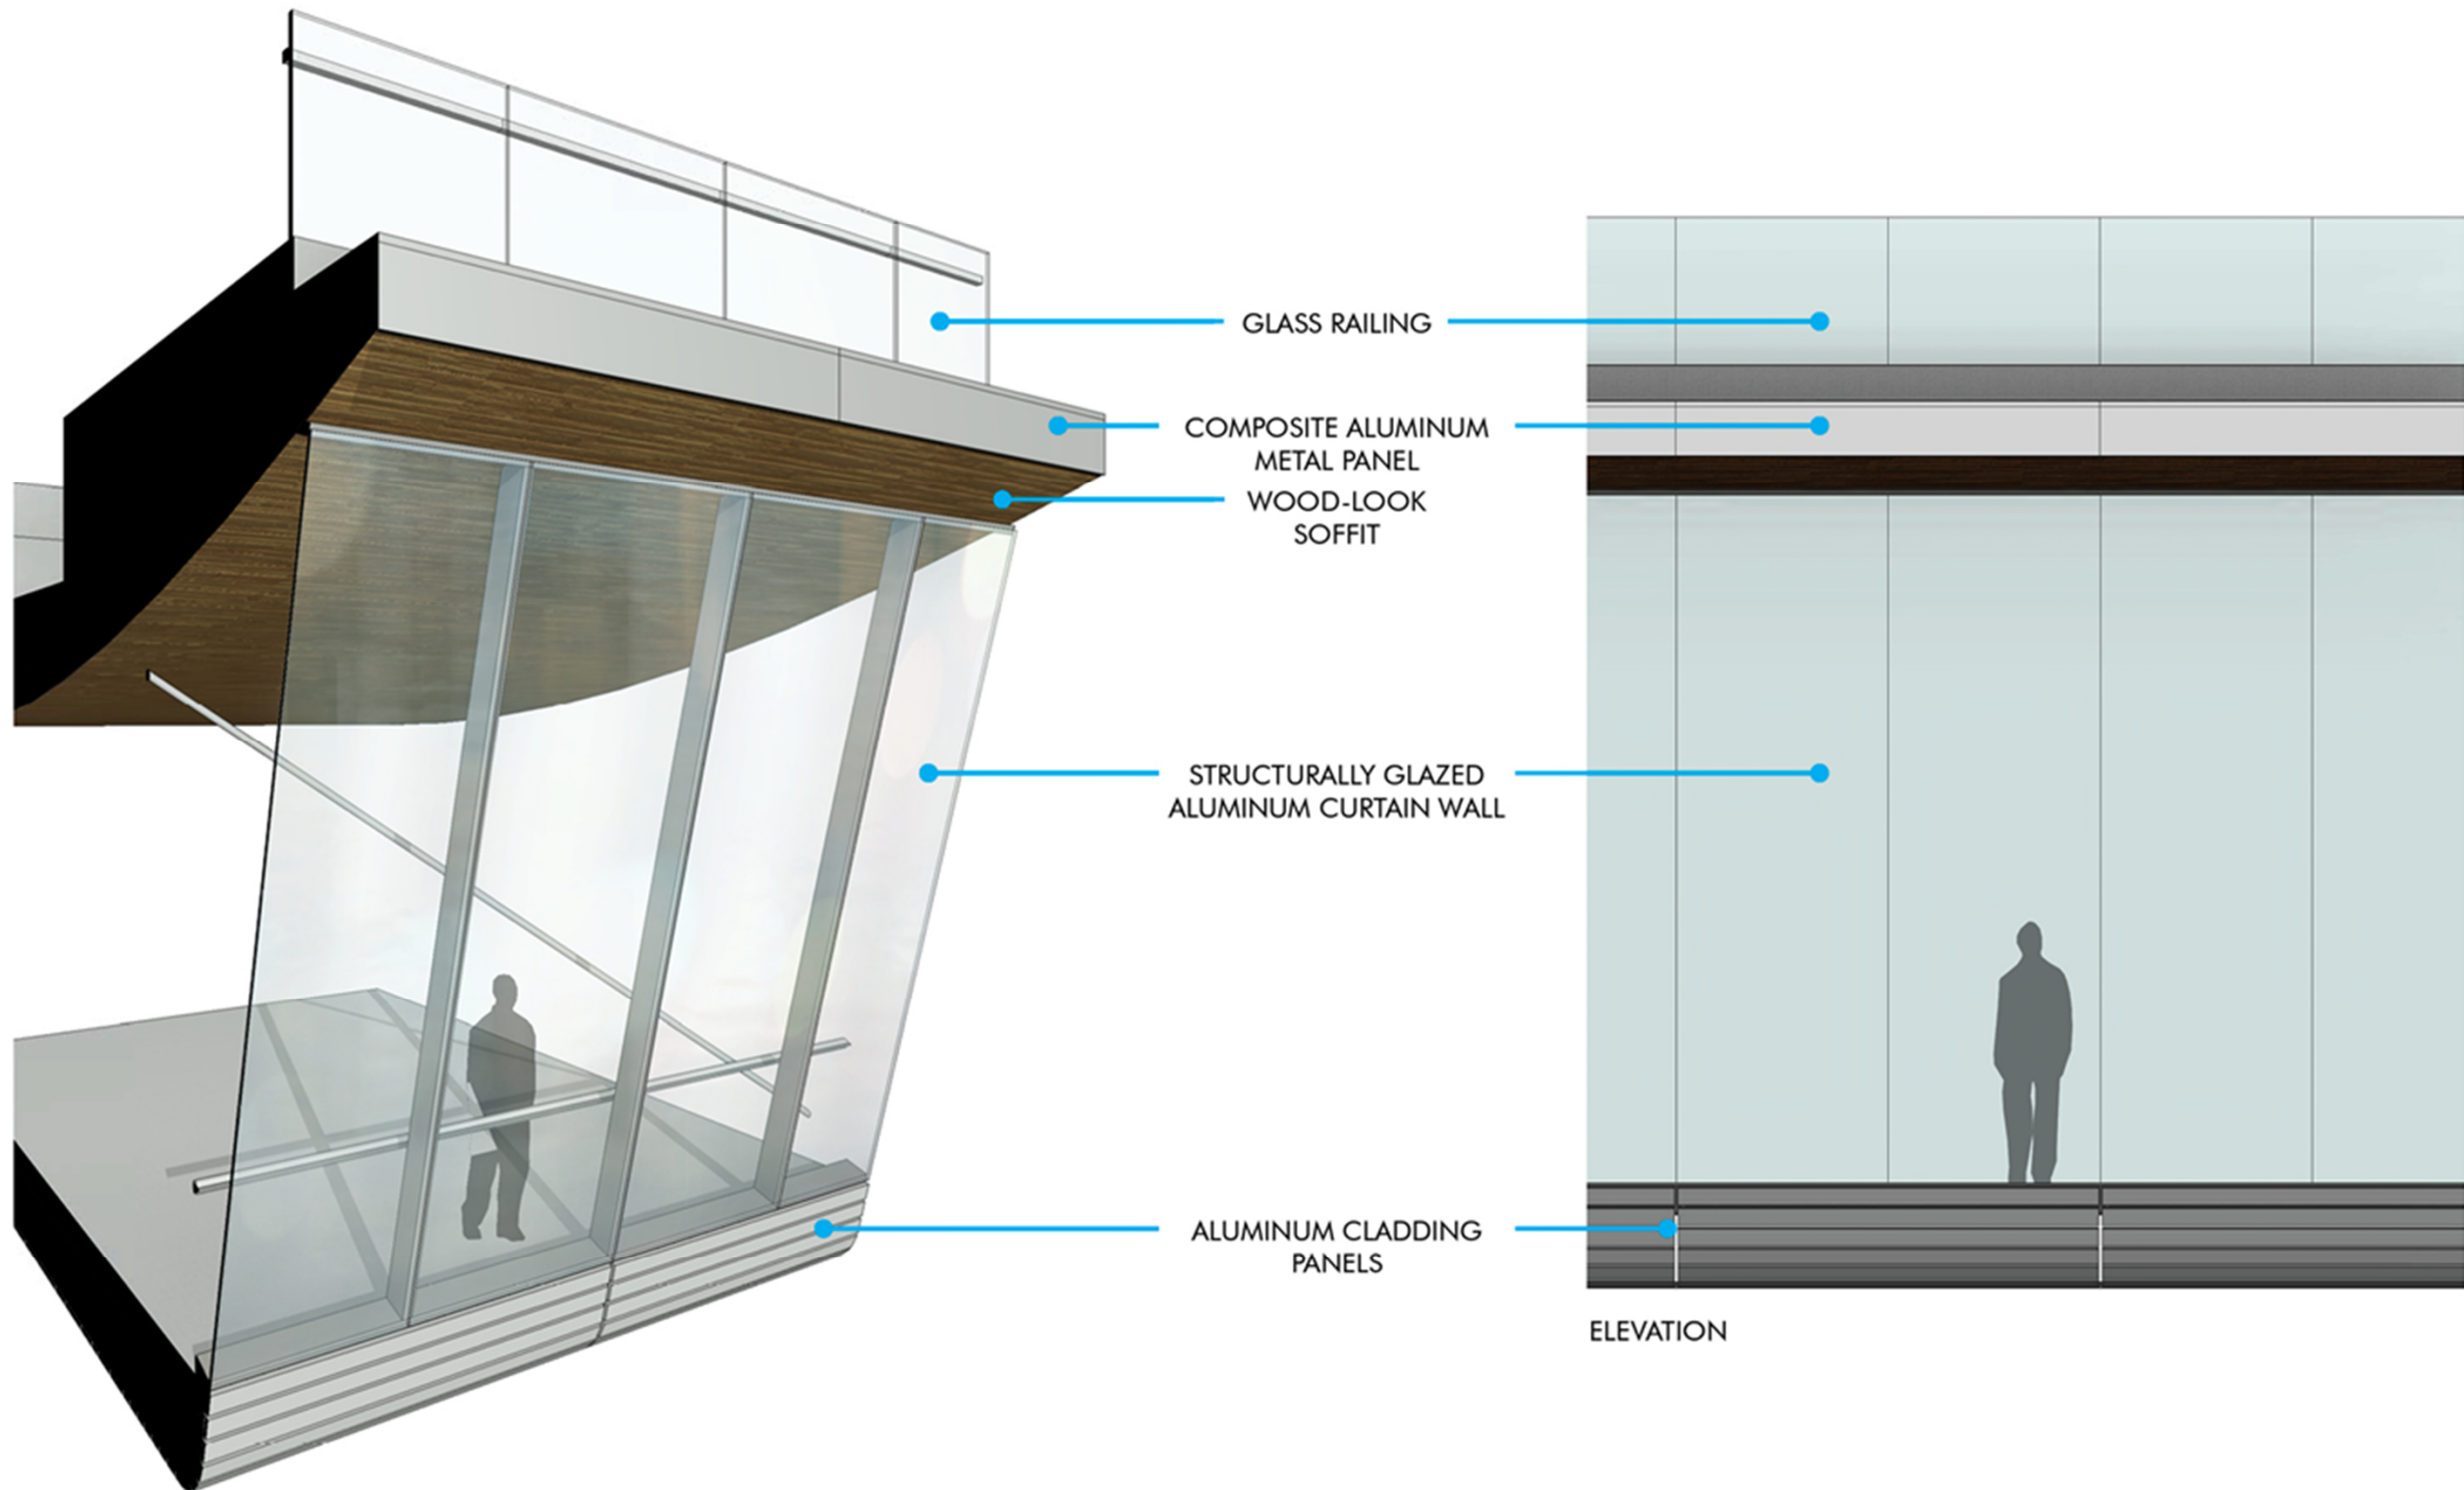 GLASS RAILING
COMPOSITE ALUMINUM
METAL PANEL
WOOD-LOOK
SOFFIT
STRUCTURALLY GLAZED
ALUMINUM CURTAIN WALL
ALUMINUM CLADDING
PANELS
ELEVATION